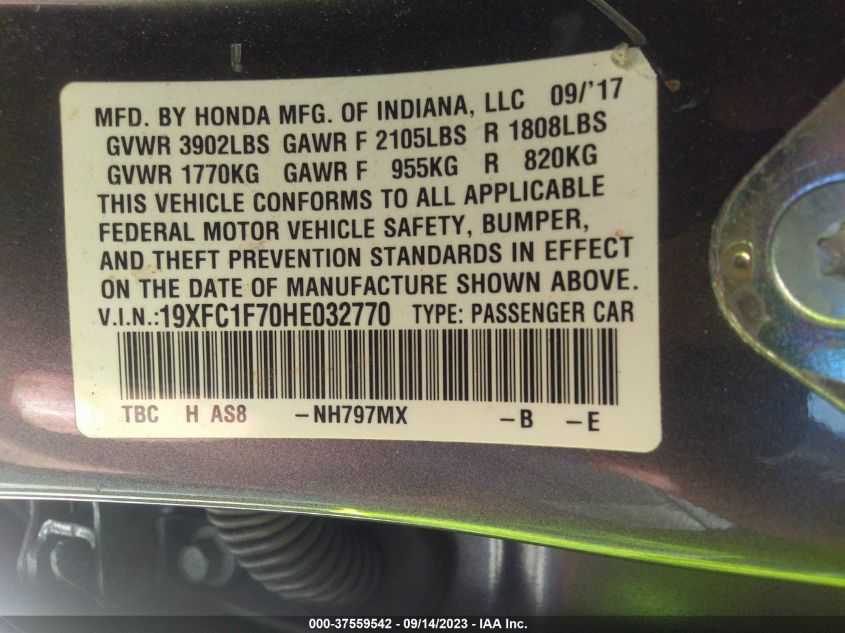 MFD. BY HONDA MFG. OF INDIANA, LLC 09/'17
GVWR 3902LBS GAWR F 2105LBS R 1808LBS
GVWR 1770KG GAWR F 955KG R 820KG
THIS VEHICLE CONFORMS TO ALL APPLICABLE
FEDERAL MOTOR VEHICLE SAFETY, BUMPER,
AND THEFT PREVENTION STANDARDS IN EFFECT
ON THE DATE OF MANUFACTURE SHOWN ABOVE.
V.I.N.:19XFC1F70HE032770 TYPE: PASSENGER CAR
TBC H AS8 –NH797MX –B –E
000-37559542 - 09/14/2023 - IAA Inc.